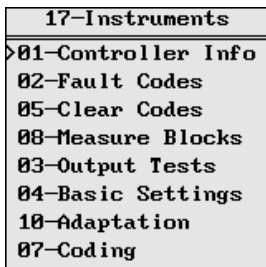 17-Instruments
>01-Controller Info
02-Fault Codes
05-Clear Codes
08-Measure Blocks
03-Output Tests
04-Basic Settings
10-Adaptation
07-Coding